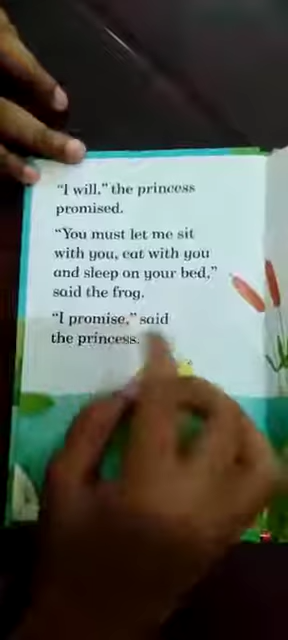 "I will," the princess
promised.
"You must let me sit
with you, eat with you
and sleep on your bed,"
said the frog.
"I promise," said
the princess.